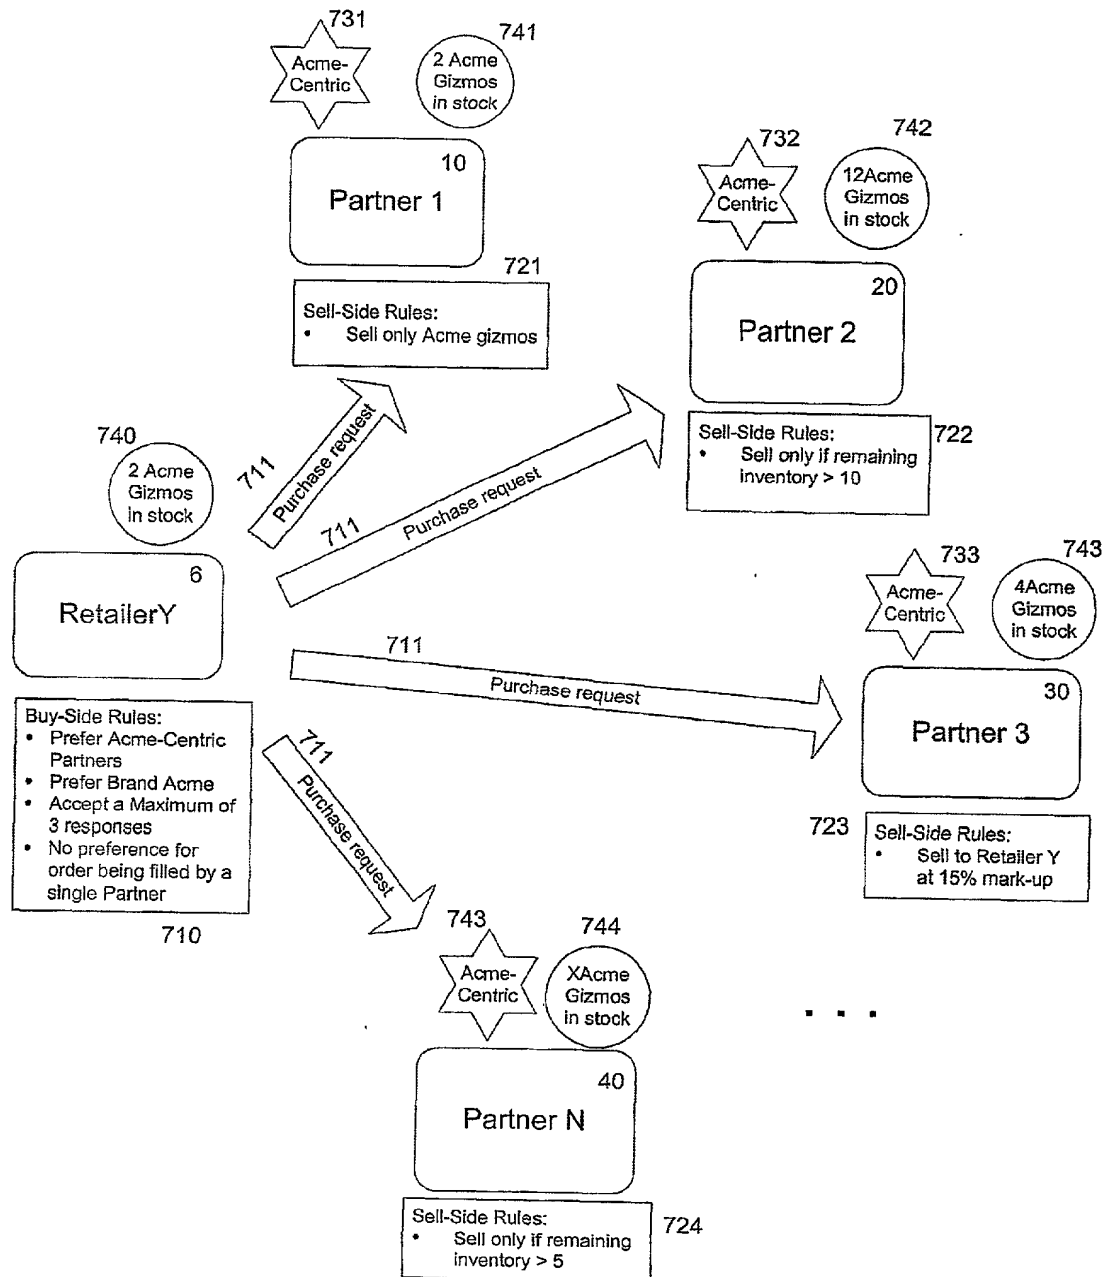 731
Acme-
Centric
741
2 Acme
Gizmos
in stock
10
Partner 1
721
Sell-Side Rules:
• Sell only Acme gizmos
732
Acme-
Centric
742
12Acme
Gizmos
in stock
20
Partner 2
Sell-Side Rules:
• Sell only if remaining
inventory > 10
722
740
2 Acme
Gizmos
in stock
6
RetailerY
711
Purchase request
711
Purchase request
711
Purchase request
711
Purchase request
733
Acme-
Centric
743
4Acme
Gizmos
in stock
30
Partner 3
723
Sell-Side Rules:
• Sell to Retailer Y
at 15% mark-up
Buy-Side Rules:
• Prefer Acme-Centric
Partners
• Prefer Brand Acme
• Accept a Maximum of
3 responses
• No preference for
order being filled by a
single Partner
710
743
Acme-
Centric
744
XAcme
Gizmos
in stock
. . .
40
Partner N
Sell-Side Rules:
• Sell only if remaining
inventory > 5
724